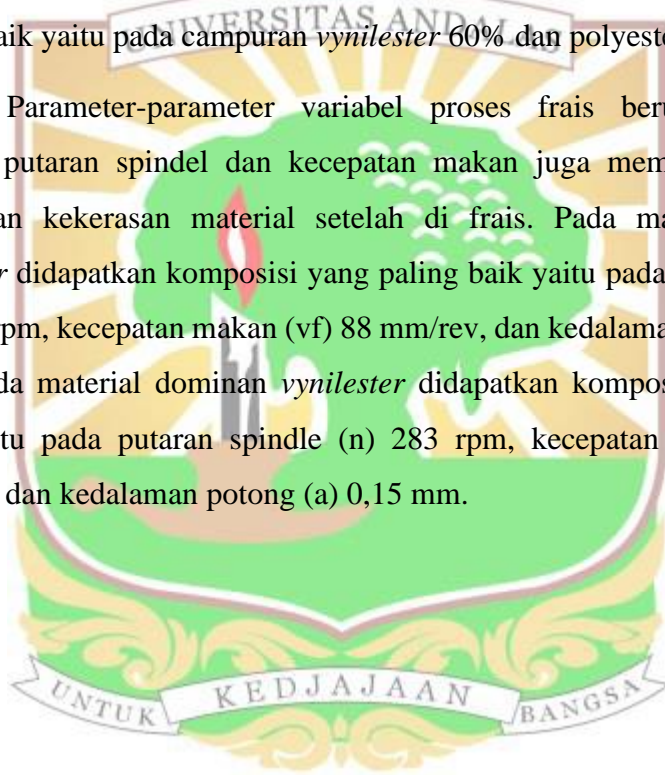 UNIVERSITAS ANDALAS
aik yaitu pada campuran vynilester 60% dan polyeste
Parameter-parameter variabel proses frais beru
putaran spindel dan kecepatan makan juga mem
an kekerasan material setelah di frais. Pada ma
r didapatkan komposisi yang paling baik yaitu pada
rpm, kecepatan makan (vf) 88 mm/rev, dan kedalama
da material dominan vynilester didapatkan kompos
tu pada putaran spindle (n) 283 rpm, kecepatan
dan kedalaman potong (a) 0,15 mm.
UNTUK KEDJAJAAN BANGSA